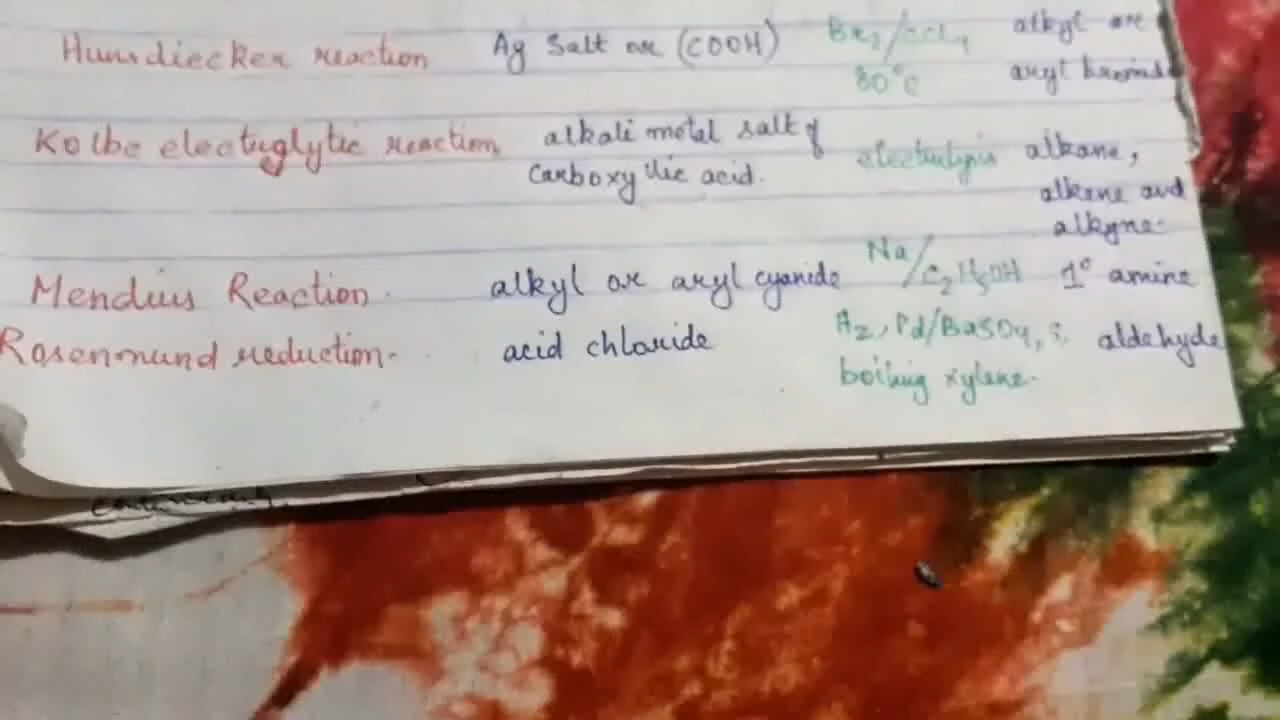 Hunsdiecker reaction Ag Salt or (COOH) Br2/CCl4 alkyl or
80°C aryl bromide
Kolbe electrolytic reaction alkali metal salt of electrolysis alkane,
carboxylic acid. alkene and
alkyne.
Mendius Reaction. alkyl or aryl cyanide Na/C2H5OH 1° amine
Rosenmund reduction. acid chloride H2, Pd/BaSO4, S, aldehyde
boiling xylene.